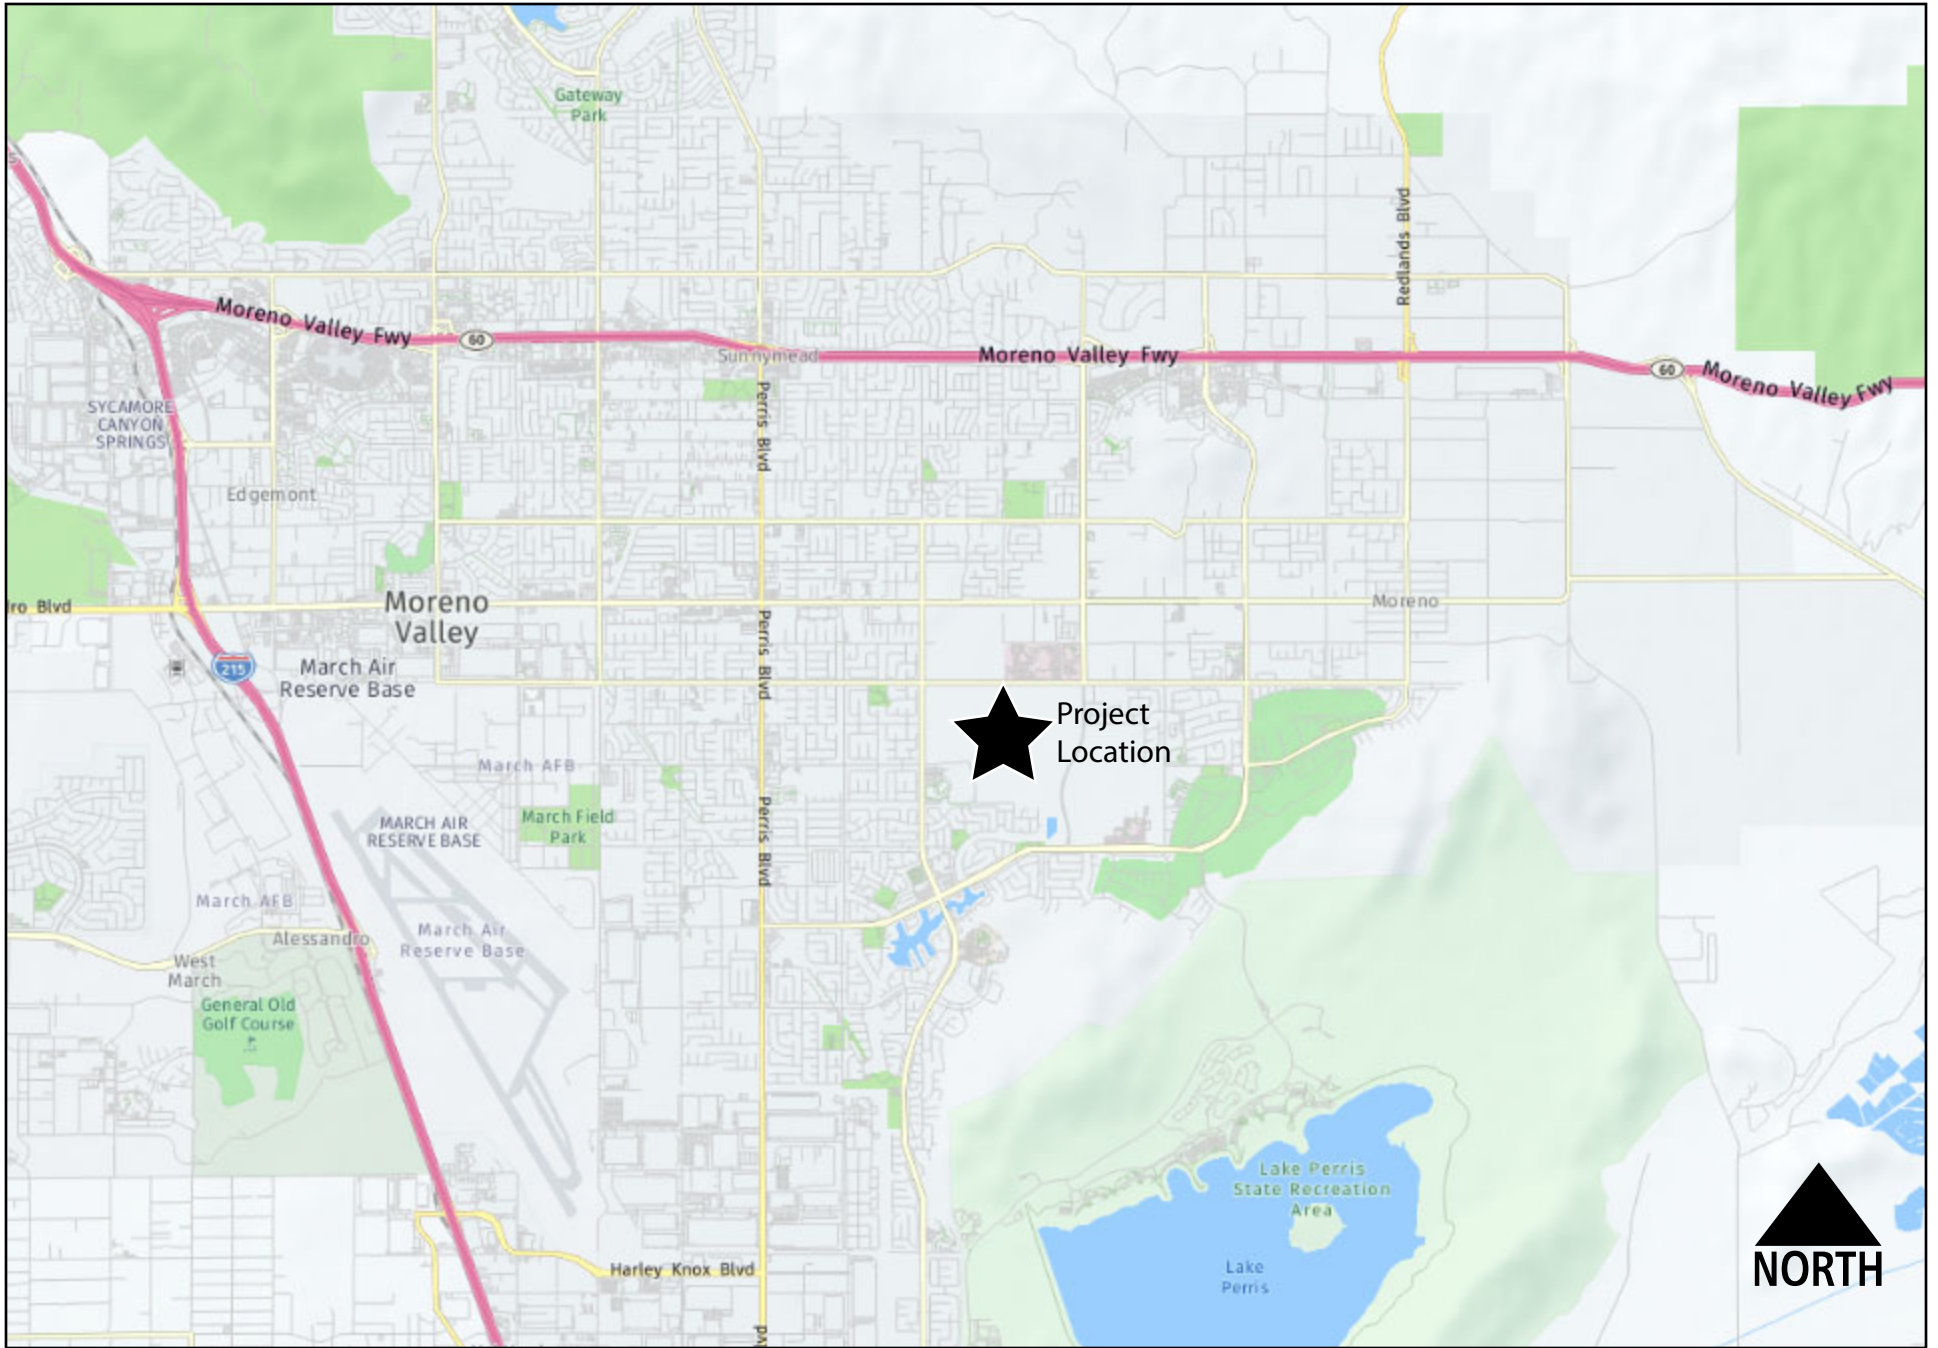 Gateway
Park
Redlands Blvd
Moreno Valley Fwy
60
Sunnymead
Moreno Valley Fwy
60
Moreno Valley Fwy
Perris Blvd
SYCAMORE
CANYON
SPRINGS
Edgemont
Moreno
Valley
Moreno
Perris Blvd
215
March Air
Reserve Base
Project
Location
March AFB
MARCH AIR
RESERVE BASE
March Field
Park
Perris Blvd
March AFB
March Air
Reserve Base
Alessandro
West
March
General Old
Golf Course
Lake Perris
State Recreation
Area
Lake
Perris
Harley Knox Blvd
NORTH